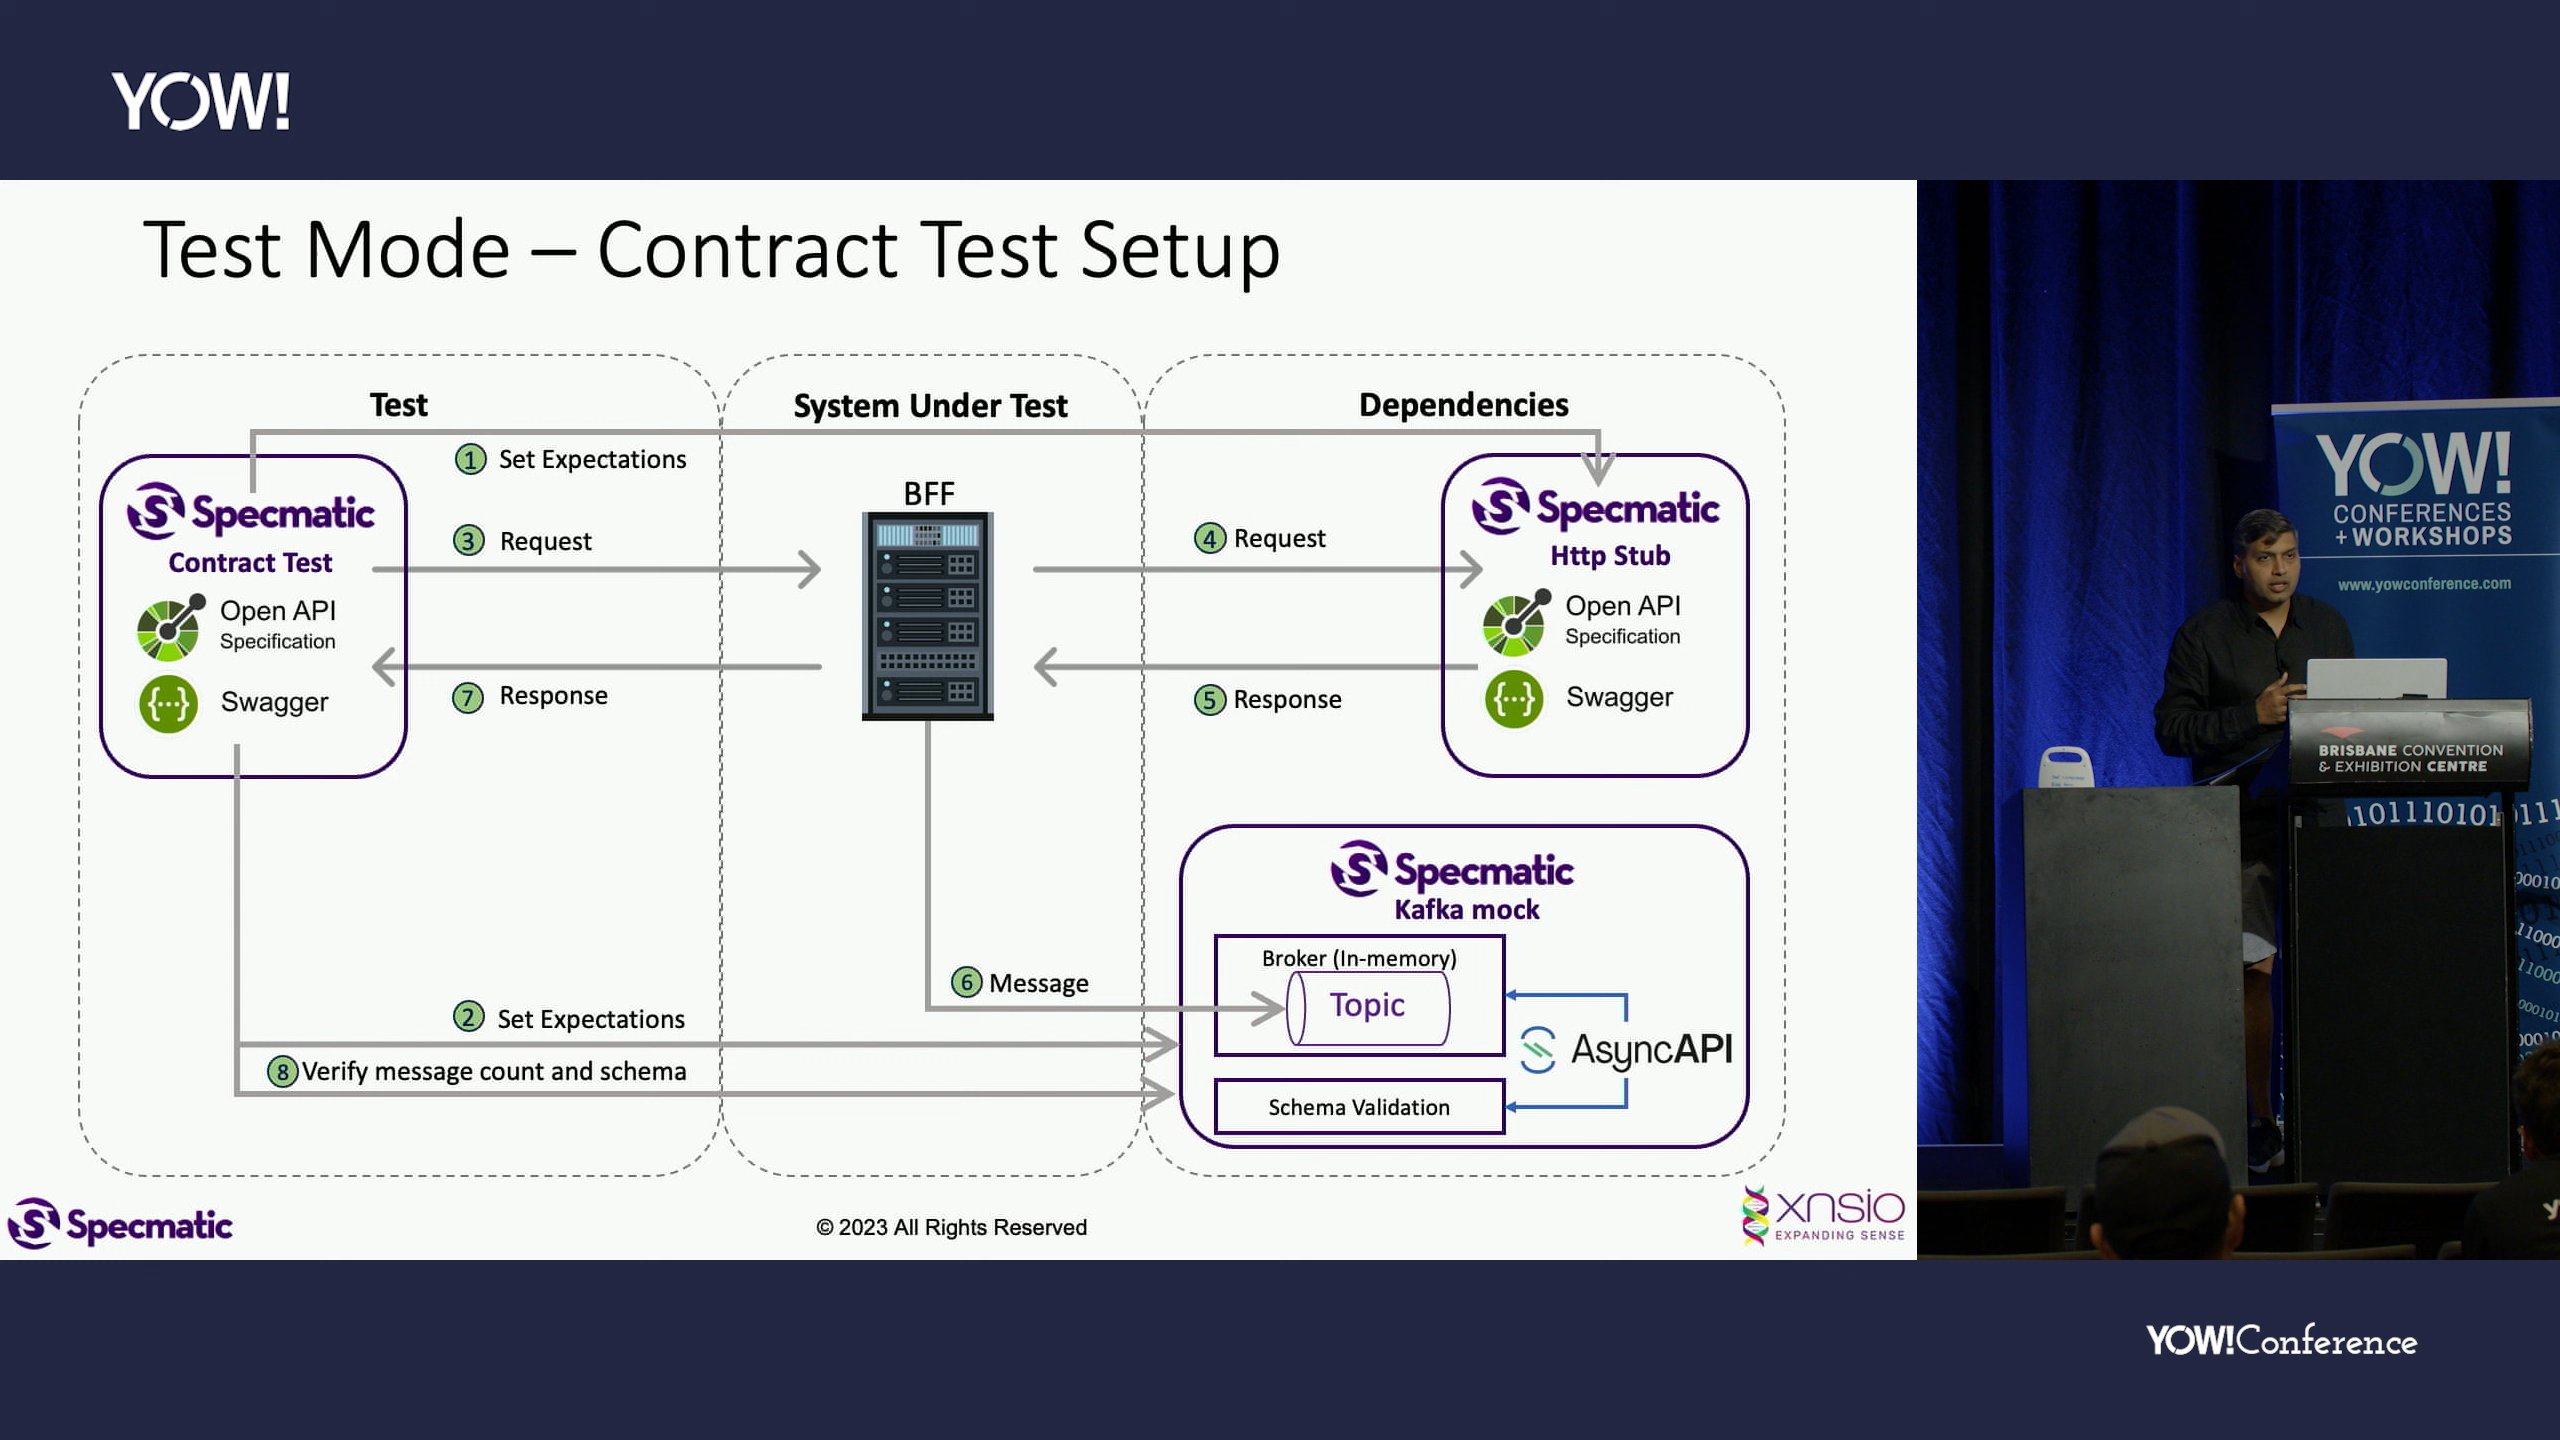 YOW!
Test Mode – Contract Test Setup
Test
System Under Test
Dependencies
1 Set Expectations
Specmatic
Contract Test
Open API
Specification
Swagger
3 Request
7 Response
BFF
4 Request
5 Response
Specmatic
Http Stub
Open API
Specification
Swagger
Specmatic
Kafka mock
Broker (In-memory)
Topic
AsyncAPI
Schema Validation
6 Message
2 Set Expectations
8 Verify message count and schema
Specmatic
© 2023 All Rights Reserved
xnsio
EXPANDING SENSE
YOW!
CONFERENCES
+WORKSHOPS
www.yowconference.com
BRISBANE CONVENTION
& EXHIBITION CENTRE
YOW!Conference